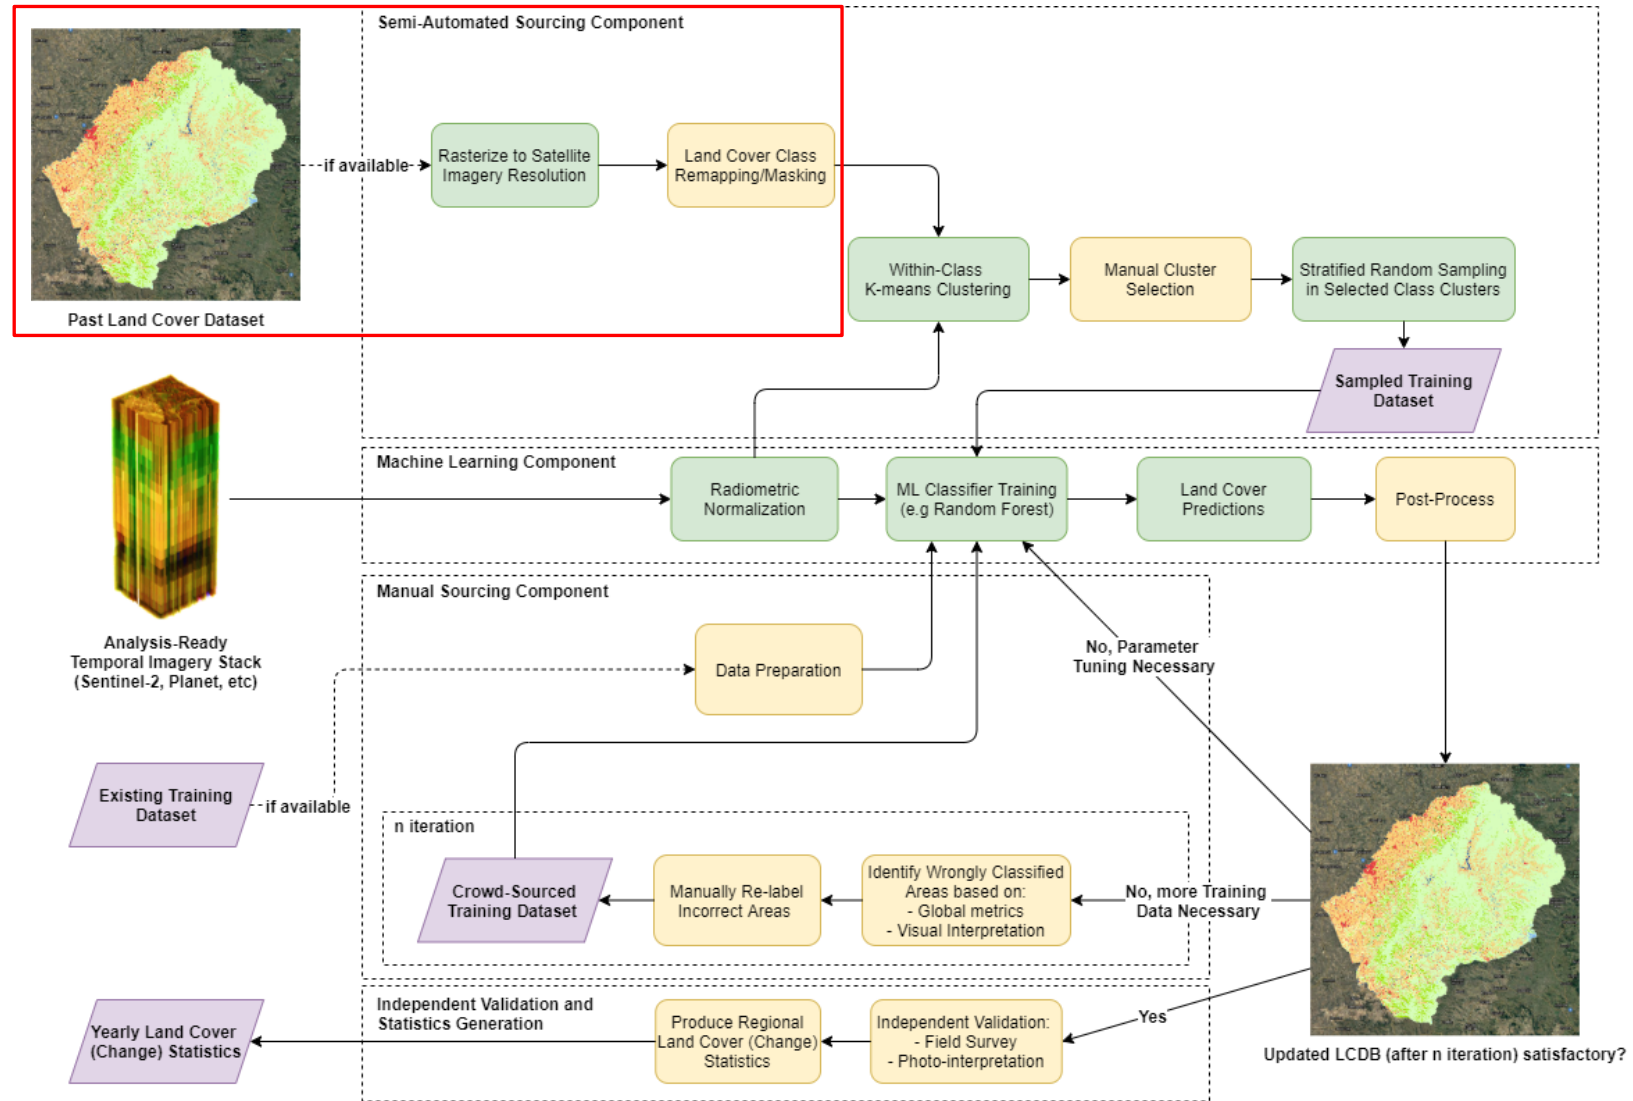 Semi-Automated Sourcing Component
if available
Rasterize to Satellite
Imagery Resolution
Land Cover Class
Remapping/Masking
Past Land Cover Dataset
Within-Class
K-means Clustering
Manual Cluster
Selection
Stratified Random Sampling
in Selected Class Clusters
Sampled Training
Dataset
Machine Learning Component
Radiometric
Normalization
ML Classifier Training
(e.g Random Forest)
Land Cover
Predictions
Post-Process
Analysis-Ready
Temporal Imagery Stack
(Sentinel-2, Planet, etc)
Manual Sourcing Component
Data Preparation
No, Parameter
Tuning Necessary
Existing Training
Dataset
if available
n iteration
Crowd-Sourced
Training Dataset
Manually Re-label
Incorrect Areas
Identify Wrongly Classified
Areas based on:
- Global metrics
- Visual Interpretation
No, more Training
Data Necessary
Updated LCDB (after n iteration) satisfactory?
Yes
Independent Validation and
Statistics Generation
Independent Validation:
- Field Survey
- Photo-interpretation
Produce Regional
Land Cover (Change)
Statistics
Yearly Land Cover
(Change) Statistics